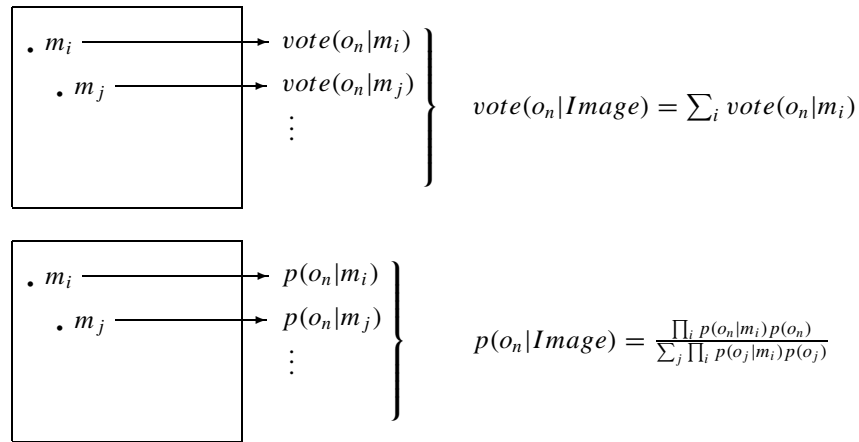 m_i → vote(o_n|m_i)
m_j → vote(o_n|m_j)
⋮
vote(o_n|Image) = ∑_i vote(o_n|m_i)
m_i → p(o_n|m_i)
m_j → p(o_n|m_j)
⋮
p(o_n|Image) = \frac{∏_i p(o_n|m_i)p(o_n)}{∑_j ∏_i p(o_j|m_i)p(o_j)}